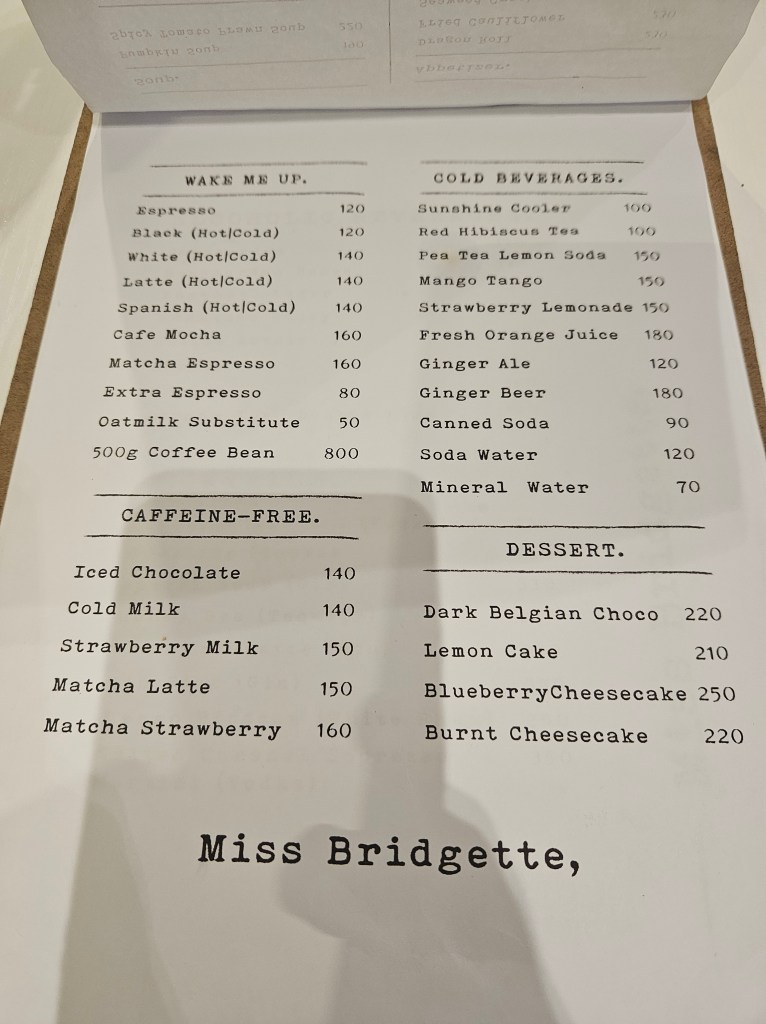 WAKE ME UP.
Espresso 120
Black (Hot|Cold) 120
White (Hot|Cold) 140
Latte (Hot|Cold) 140
Spanish (Hot|Cold) 140
Cafe Mocha 160
Matcha Espresso 160
Extra Espresso 80
Oatmilk Substitute 50
500g Coffee Bean 800
CAFFEINE-FREE.
Iced Chocolate 140
Cold Milk 140
Strawberry Milk 150
Matcha Latte 150
Matcha Strawberry 160
COLD BEVERAGES.
Sunshine Cooler 100
Red Hibiscus Tea 100
Pea Tea Lemon Soda 150
Mango Tango 150
Strawberry Lemonade 150
Fresh Orange Juice 180
Ginger Ale 120
Ginger Beer 180
Canned Soda 90
Soda Water 120
Mineral Water 70
DESSERT.
Dark Belgian Choco 220
Lemon Cake 210
BlueberryCheesecake 250
Burnt Cheesecake 220
Miss Bridgette,